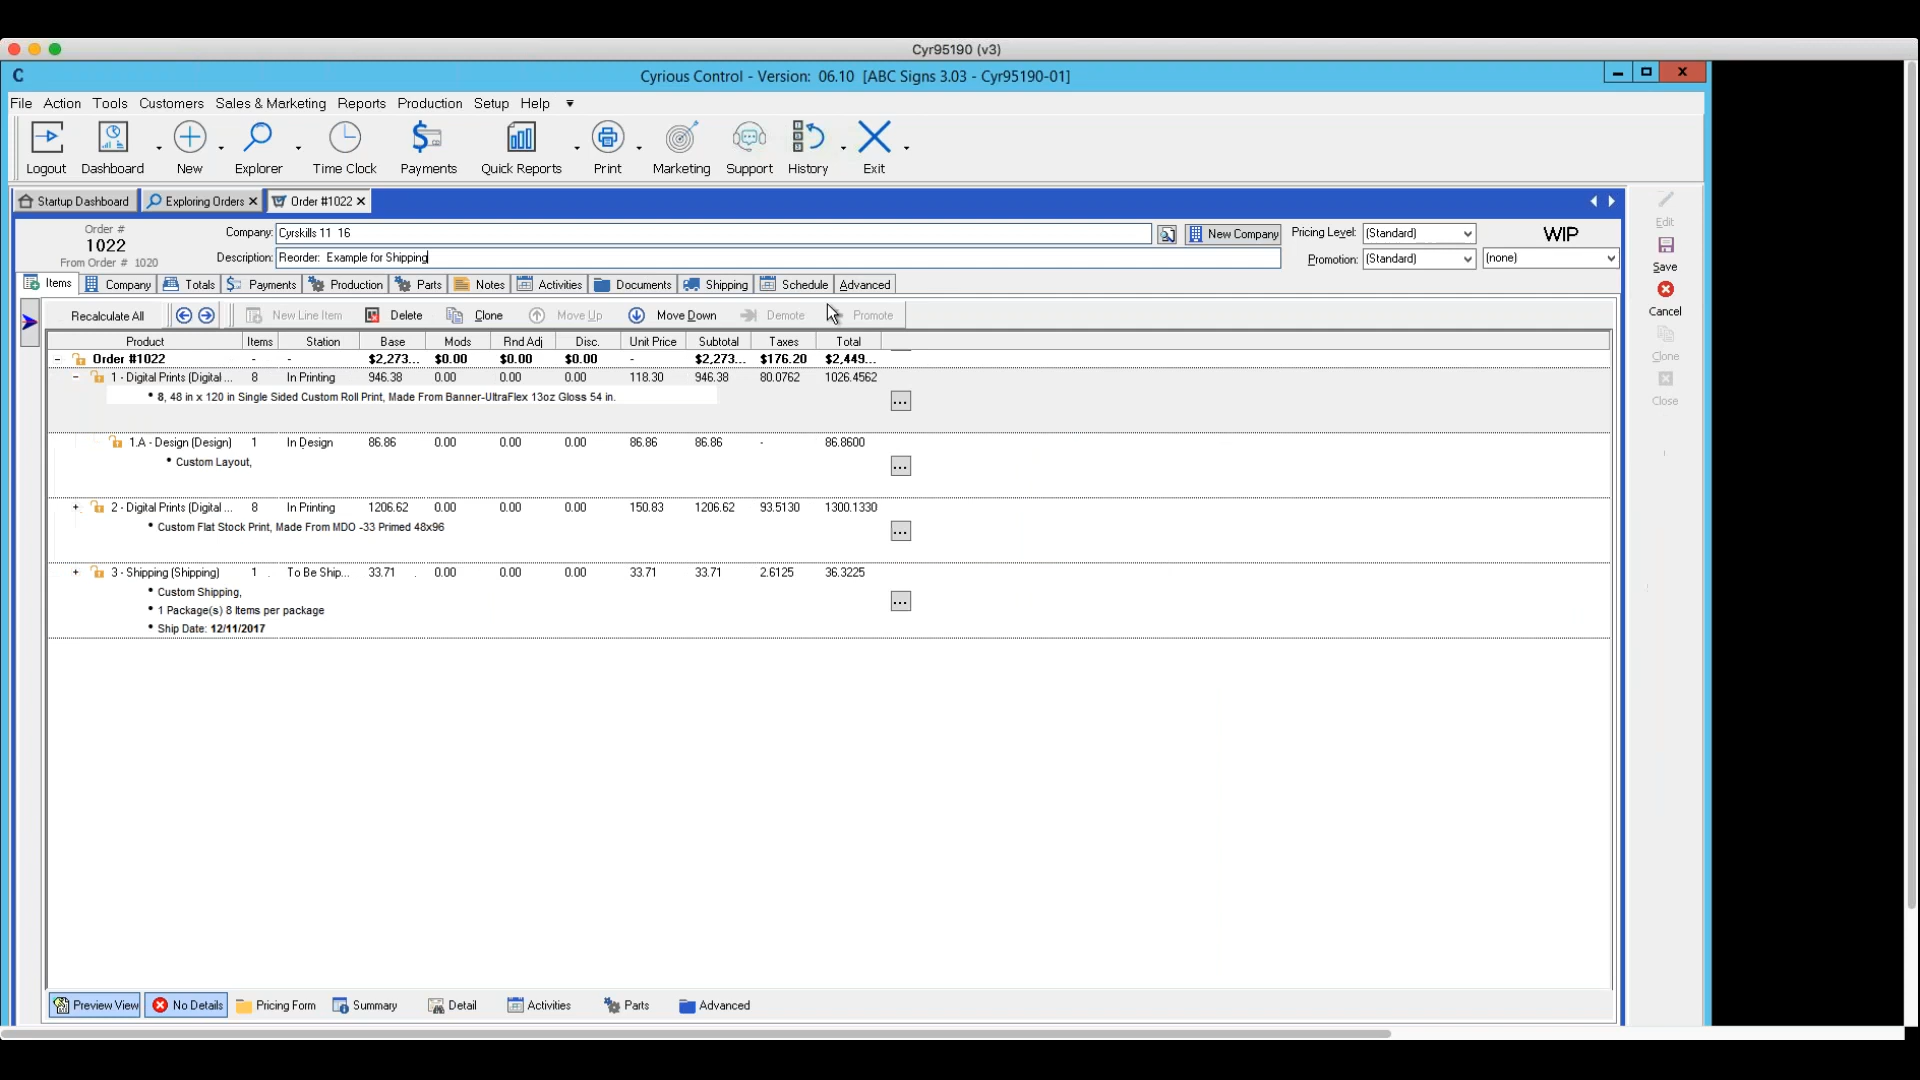 Cyr95190 (v3)
C Cyrious Control - Version: 06.10 [ABC Signs 3.03 - Cyr95190-01]
File Action Tools Customers Sales & Marketing Reports Production Setup Help
Logout Dashboard New Explorer Time Clock Payments Quick Reports Print Marketing Support History Exit
Startup Dashboard Exploring Orders Order #1022
Order #
1022
From Order # 1020
Company: Cyrskills 11 16 New Company Pricing Level: (Standard) WIP
Description: Reorder: Example for Shipping Promotion: (Standard) (none)
Edit
Save
Cancel
Clone
Close
Items Company Totals Payments Production Parts Notes Activities Documents Shipping Schedule Advanced
Recalculate All New Line Item Delete Clone Move Up Move Down Demote Promote
Product Items Station Base Mods Rnd Adj Disc. Unit Price Subtotal Taxes Total
- Order #1022 - - $2,273... $0.00 $0.00 $0.00 - $2,273... $176.20 $2,449...
- 1 - Digital Prints (Digital ... 8 In Printing 946.38 0.00 0.00 0.00 118.30 946.38 80.0762 1026.4562
• 8, 48 in x 120 in Single Sided Custom Roll Print, Made From Banner-UltraFlex 13oz Gloss 54 in. ...
1.A - Design (Design) 1 In Design 86.86 0.00 0.00 0.00 86.86 86.86 - 86.8600
• Custom Layout, ...
+ 2 - Digital Prints (Digital ... 8 In Printing 1206.62 0.00 0.00 0.00 150.83 1206.62 93.5130 1300.1330
• Custom Flat Stock Print, Made From MDO -33 Primed 48x96 ...
+ 3 - Shipping (Shipping) 1 To Be Ship... 33.71 0.00 0.00 0.00 33.71 33.71 2.6125 36.3225
• Custom Shipping,
• 1 Package(s) 8 Items per package ...
• Ship Date: 12/11/2017
Preview View No Details Pricing Form Summary Detail Activities Parts Advanced